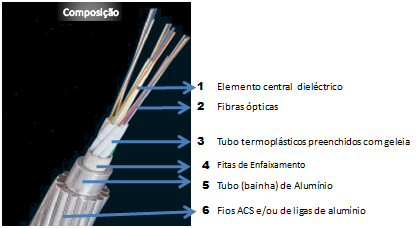 Composição
1 Elemento central dieléctrico
2 Fibras ópticas
3 Tubo termoplásticos preenchidos com geleia
4 Fitas de Enfaixamento
5 Tubo (bainha) de Alumínio
6 Fios ACS e/ou de ligas de alumínio